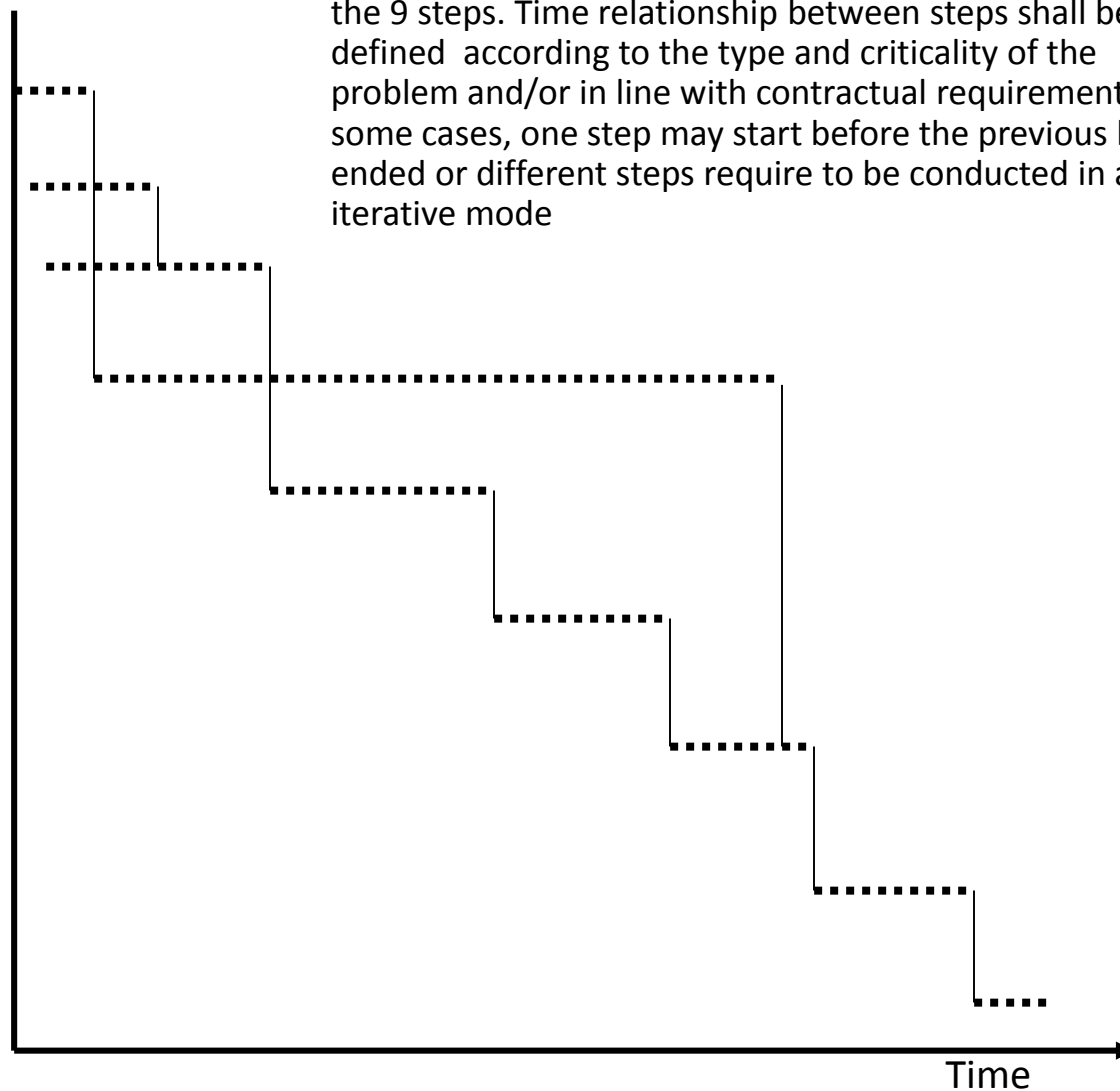 the 9 steps. Time relationship between steps shall be
defined according to the type and criticality of the
problem and/or in line with contractual requirement
some cases, one step may start before the previous
ended or different steps require to be conducted in a
iterative mode
Time